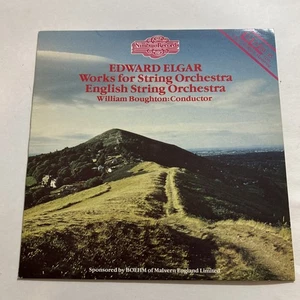 EDWARD ELGAR
Works for String Orchestra
English String Orchestra
William Boughton:Conductor
Sponsored by BOEHM of Malvern England Limited